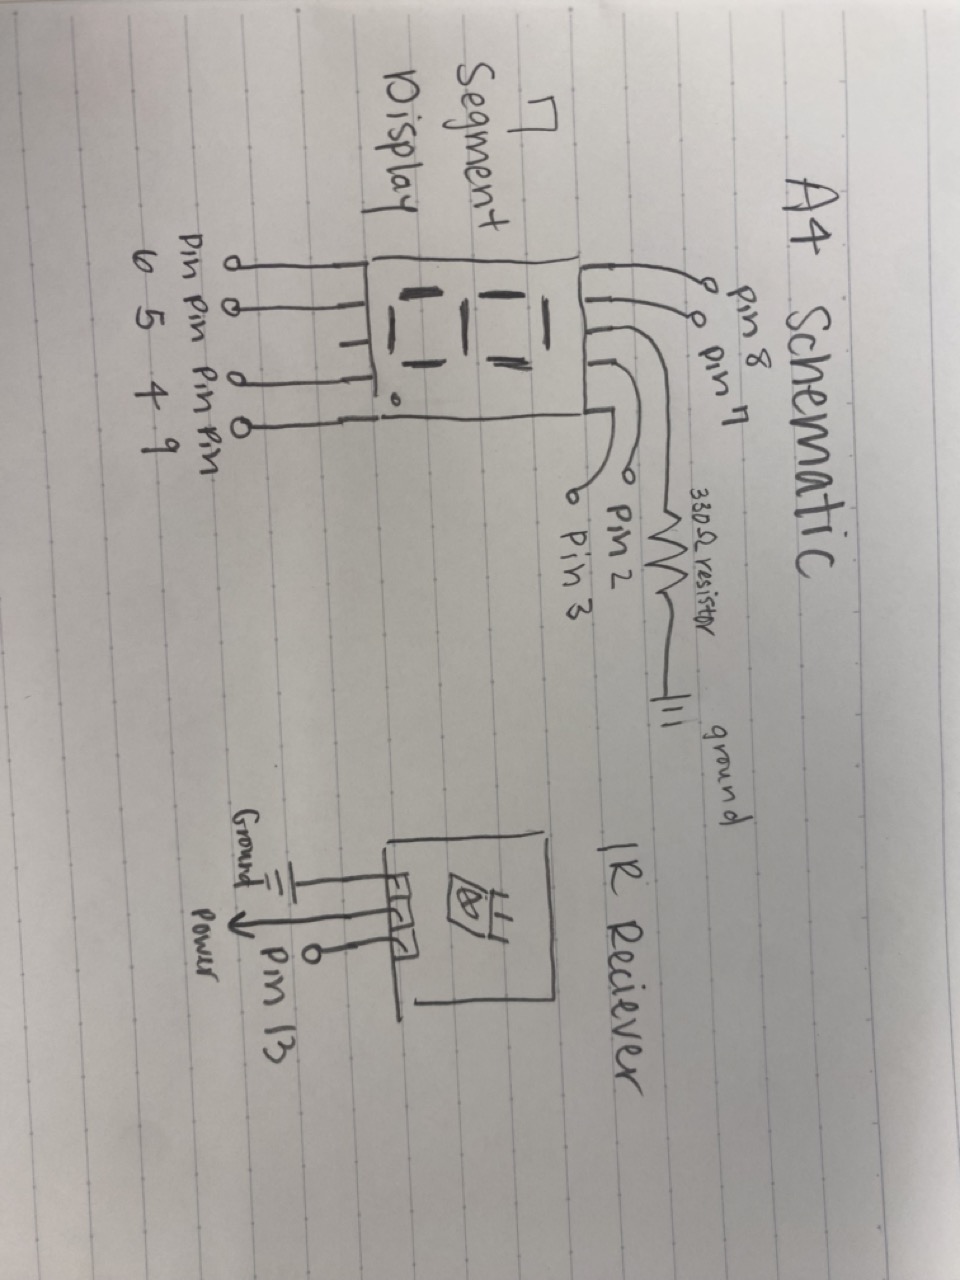 A4 Schematic
7
Segment
Display
pin 8
pin 7
330Ω resistor
ground
pin 2
pin 3
pin pin pin pin
6 5 4 9
IR Reciever
Ground
power
pin 13